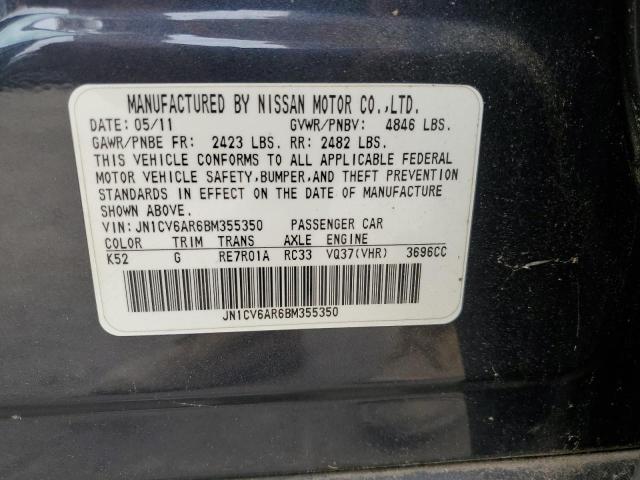 MANUFACTURED BY NISSAN MOTOR CO.,LTD.
DATE: 05/11 GVWR/PNBV: 4846 LBS.
GAWR/PNBE FR: 2423 LBS. RR: 2482 LBS.
THIS VEHICLE CONFORMS TO ALL APPLICABLE FEDERAL
MOTOR VEHICLE SAFETY,BUMPER,AND THEFT PREVENTION
STANDARDS IN EFFECT ON THE DATE OF MANUFACTURE
SHOWN ABOVE.
VIN: JN1CV6AR6BM355350 PASSENGER CAR
COLOR TRIM TRANS AXLE ENGINE
K52 G RE7R01A RC33 VQ37(VHR) 3696CC
JN1CV6AR6BM355350